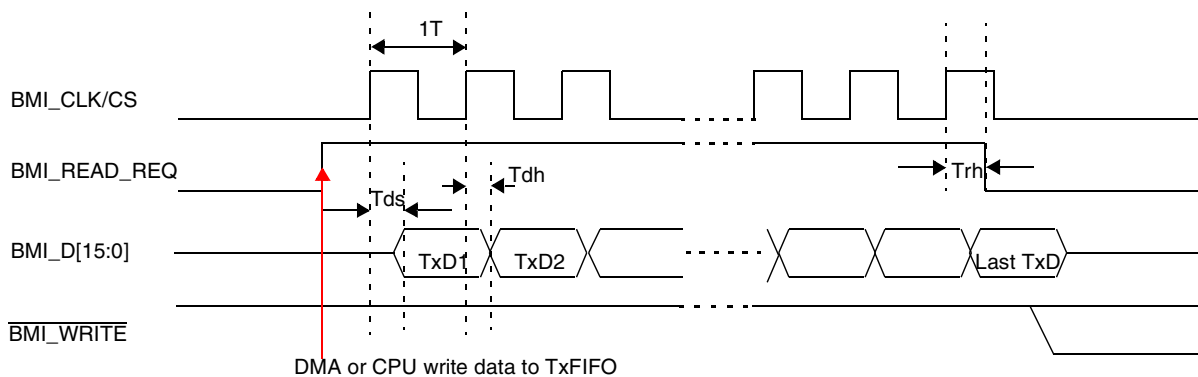 1T
BMI_CLK/CS
BMI_READ_REQ
Tdh
Trh
Tds
BMI_D[15:0]
TxD1
TxD2
Last TxD
BMI_WRITE
DMA or CPU write data to TxFIFO